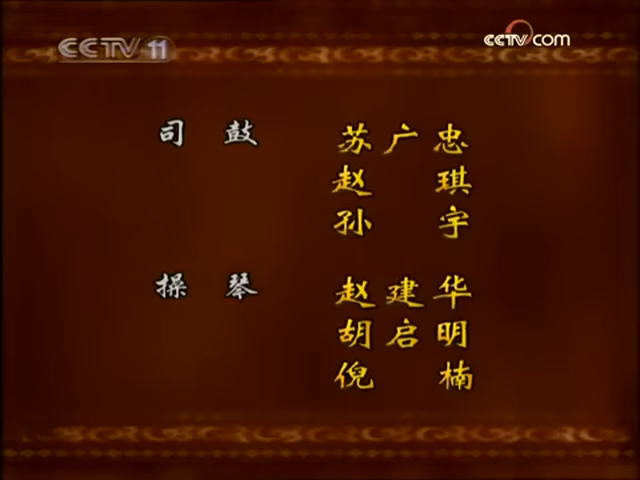 CCTV 11
CCTV.com
司 鼓 苏广忠
赵 琪
孙 宇
操 琴 赵建华
胡启明
倪 楠